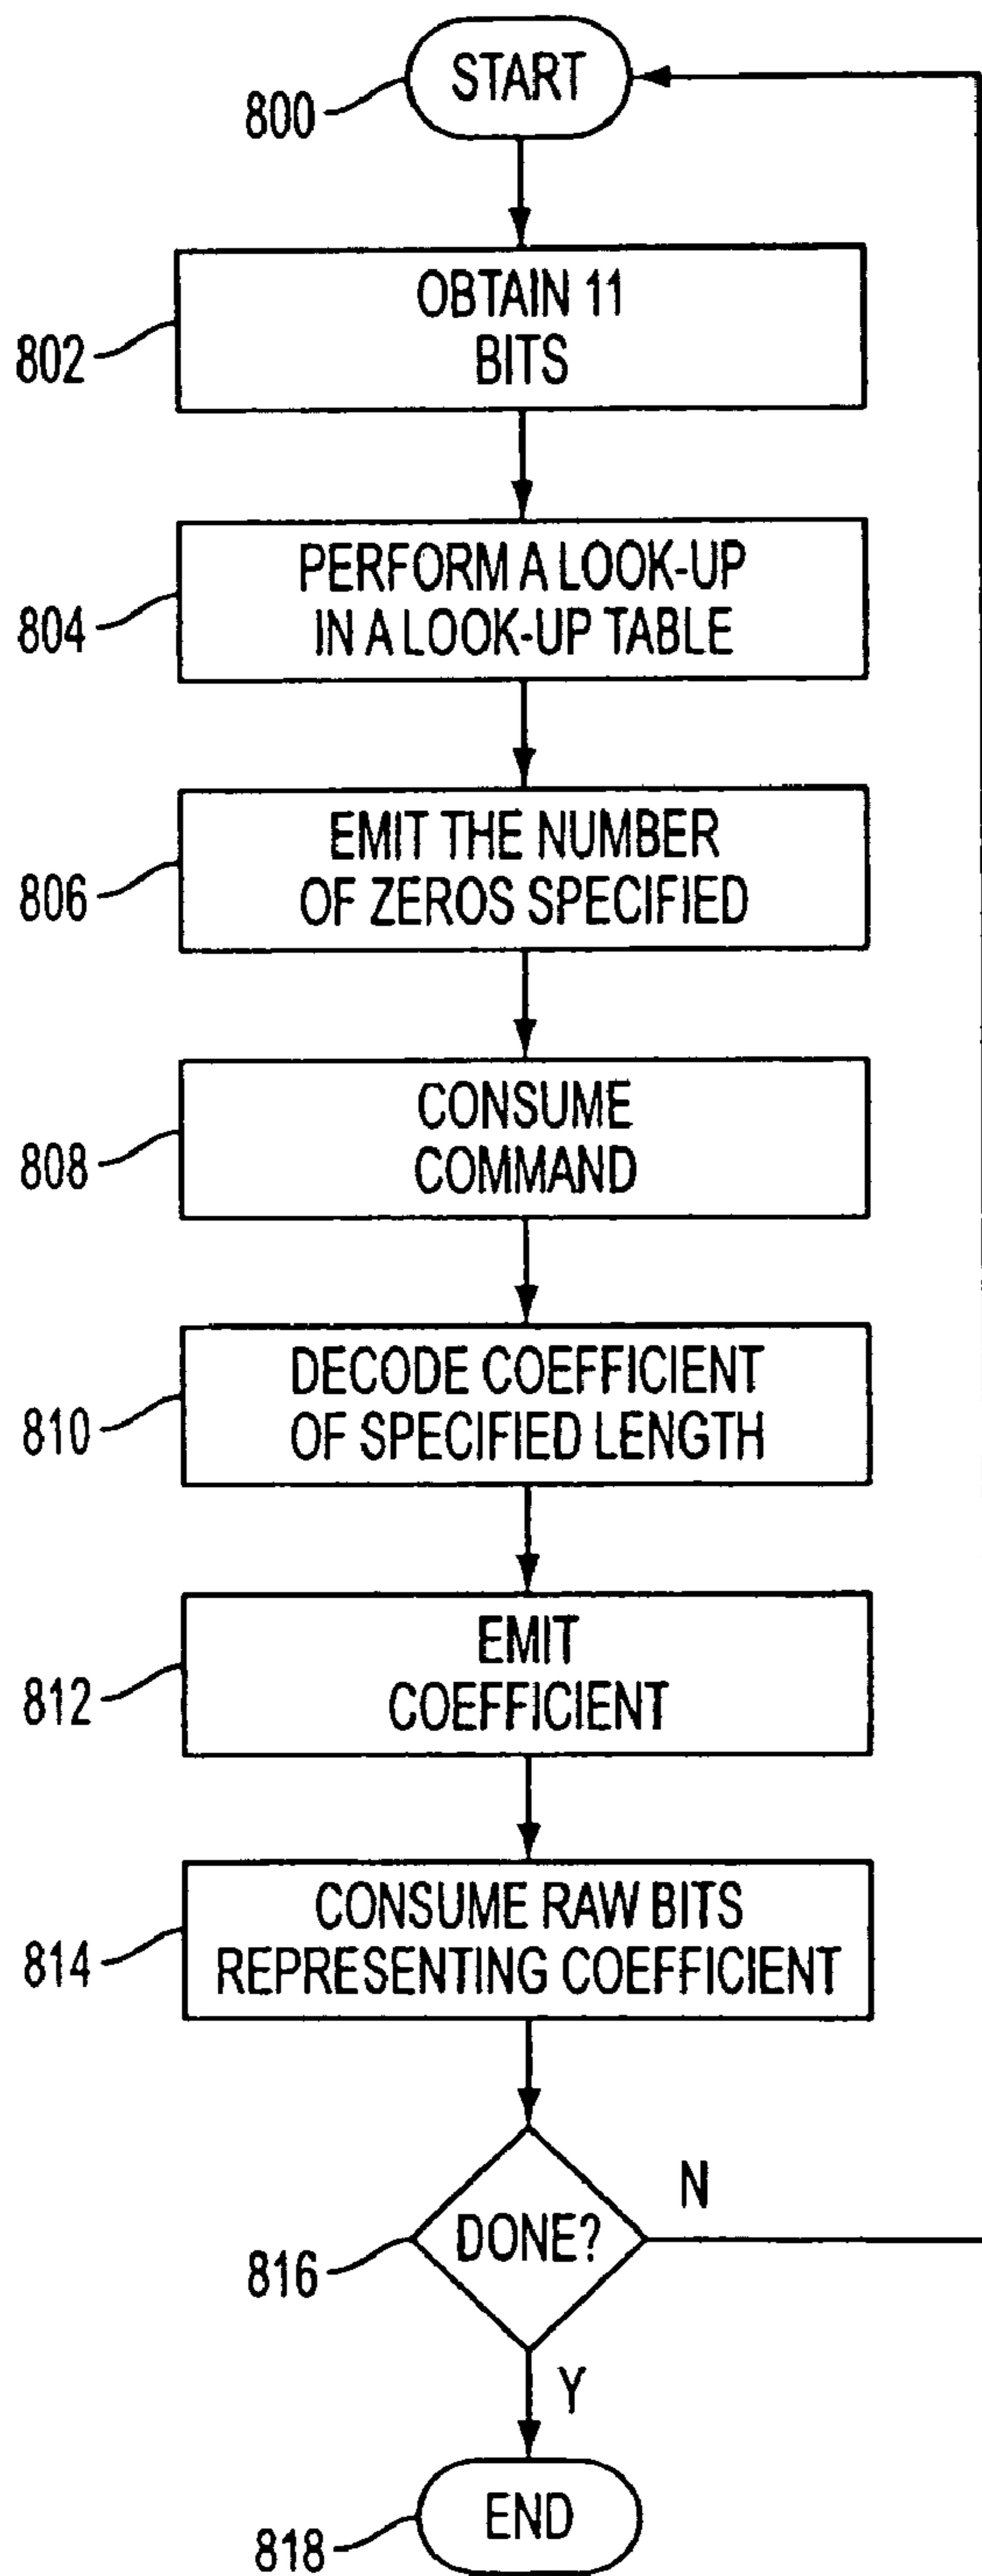 START
800
OBTAIN 11
BITS
802
PERFORM A LOOK-UP
IN A LOOK-UP TABLE
804
EMIT THE NUMBER
OF ZEROS SPECIFIED
806
CONSUME
COMMAND
808
DECODE COEFFICIENT
OF SPECIFIED LENGTH
810
EMIT
COEFFICIENT
812
CONSUME RAW BITS
REPRESENTING COEFFICIENT
814
DONE?
N
816
Y
END
818